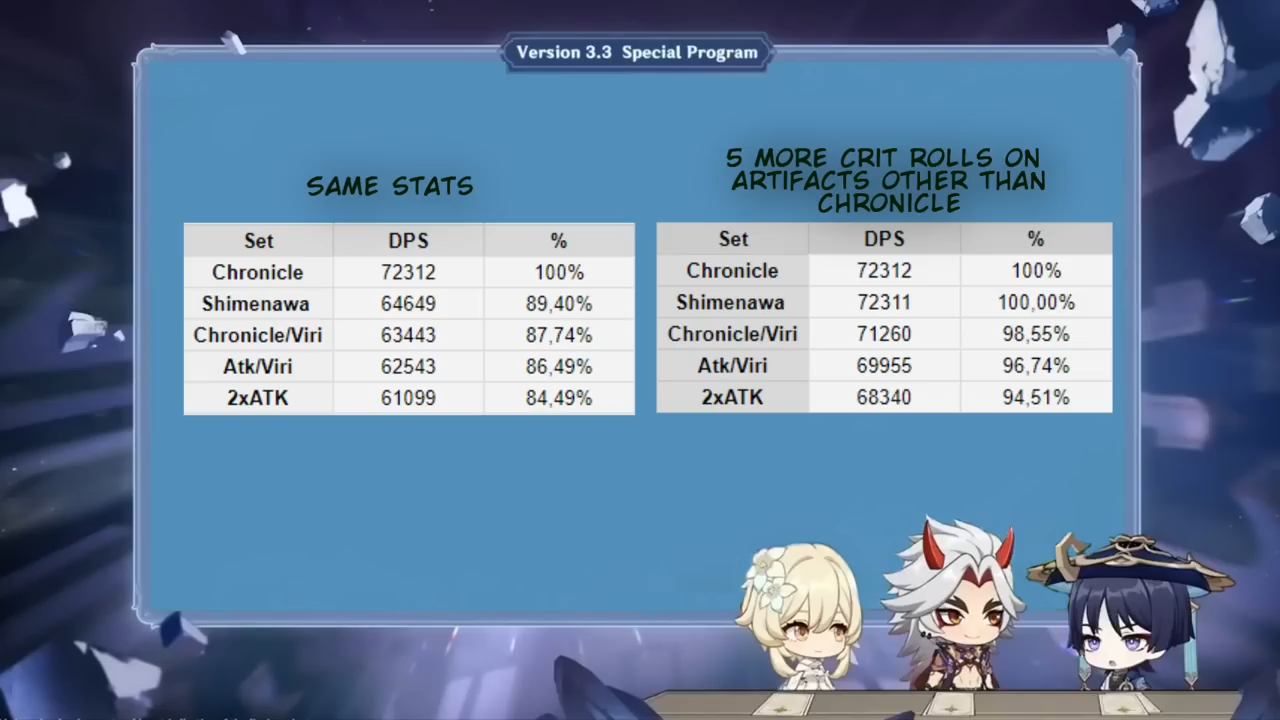 Version 3.3 Special Program
SAME STATS
Set DPS %
Chronicle 72312 100%
Shimenawa 64649 89,40%
Chronicle/Viri 63443 87,74%
Atk/Viri 62543 86,49%
2xATK 61099 84,49%
5 MORE CRIT ROLLS ON
ARTIFACTS OTHER THAN
CHRONICLE
Set DPS %
Chronicle 72312 100%
Shimenawa 72311 100,00%
Chronicle/Viri 71260 98,55%
Atk/Viri 69955 96,74%
2xATK 68340 94,51%